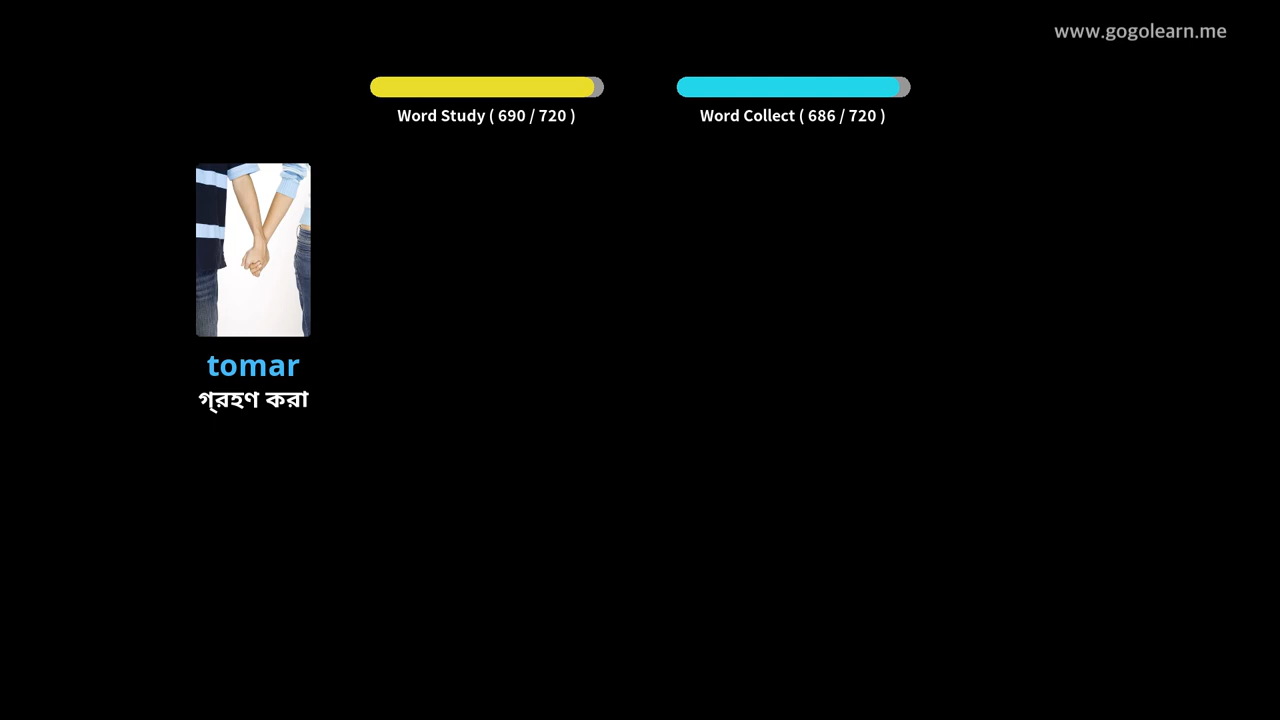 www.gogolearn.me
Word Study ( 690 / 720 )
Word Collect ( 686 / 720 )
tomar
গ্রহণ করা